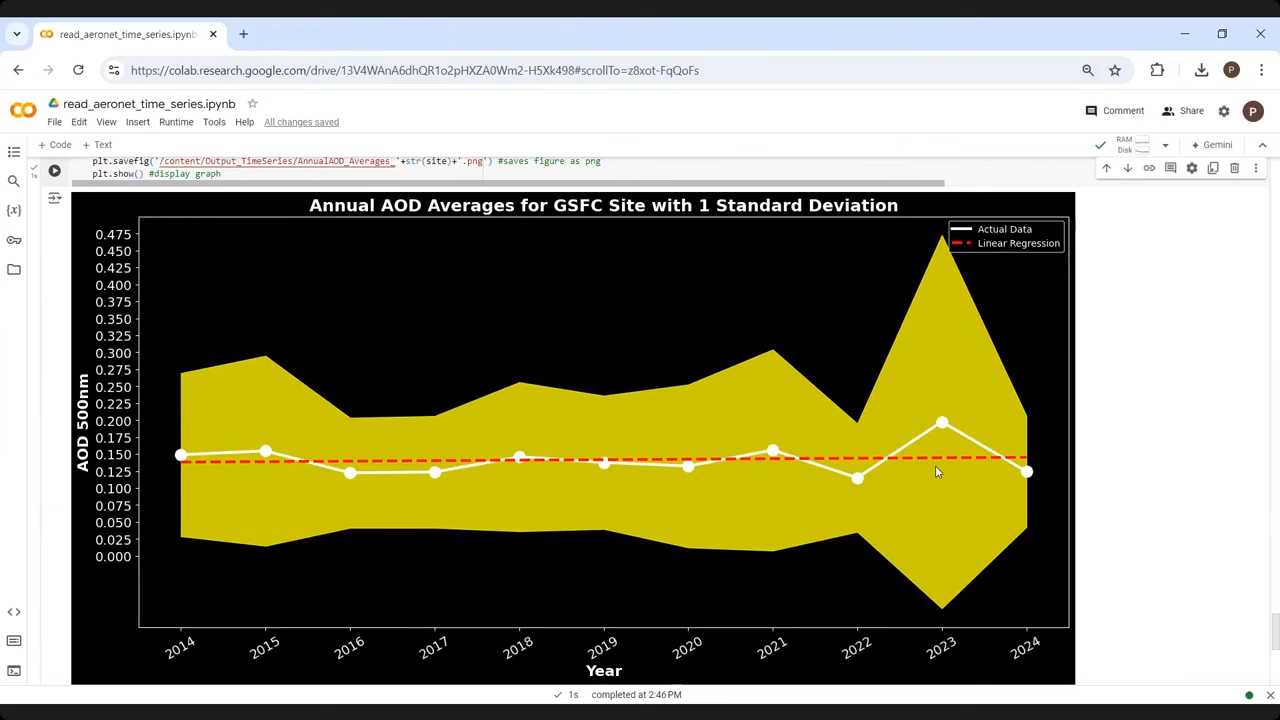 read_aeronet_time_series.ipynb
https://colab.research.google.com/drive/13V4WAnA6dhQR1o2pHXZA0Wm2-H5Xk498#scrollTo=z8xot-FqQoFs
P
read_aeronet_time_series.ipynb
File Edit View Insert Runtime Tools Help All changes saved
Comment Share P
+ Code + Text
RAM
Disk
Gemini
1s
plt.savefig('/content/Output_TimeSeries/AnnualAOD_Averages_'+str(site)+'.png') #saves figure as png
plt.show() #display graph
Annual AOD Averages for GSFC Site with 1 Standard Deviation
Actual Data
Linear Regression
0.475
0.450
0.425
0.400
0.375
0.350
0.325
0.300
0.275
0.250
0.225
0.200
0.175
0.150
0.125
0.100
0.075
0.050
0.025
0.000
AOD 500nm
2014 2015 2016 2017 2018 2019 2020 2021 2022 2023 2024
Year
1s completed at 2:46 PM